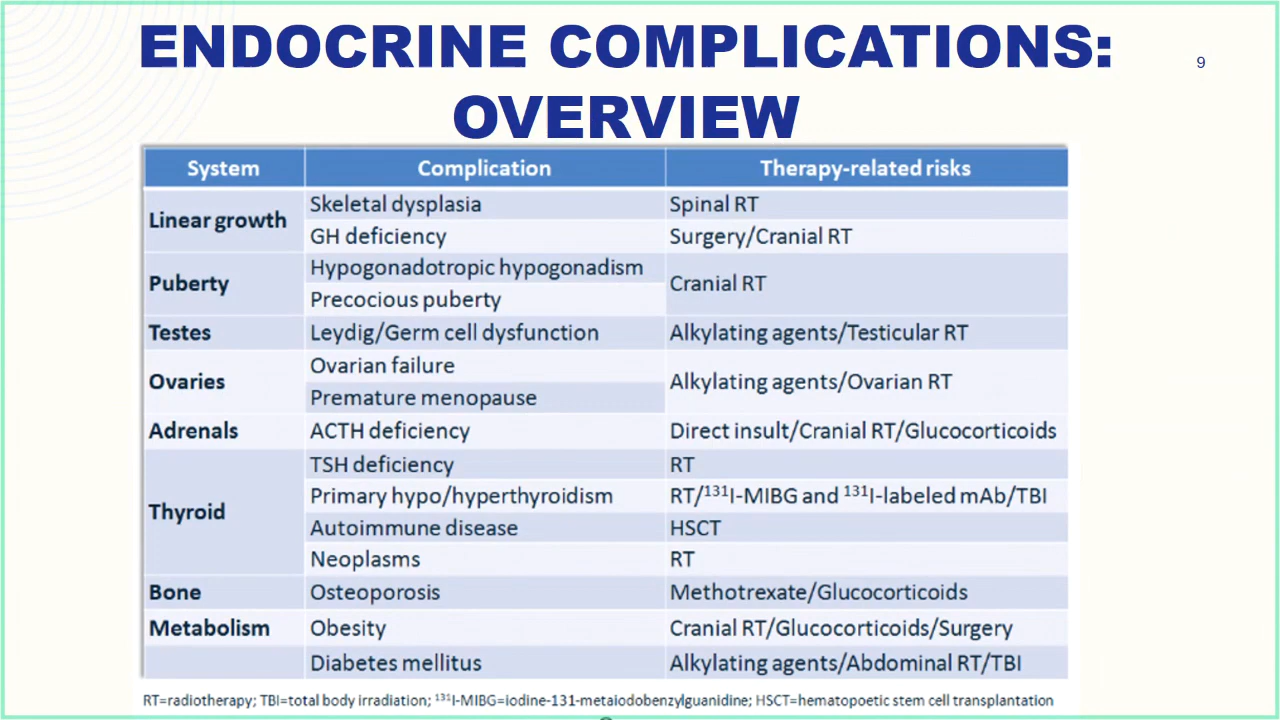 ENDOCRINE COMPLICATIONS:
OVERVIEW
9
System Complication Therapy-related risks
Linear growth
Skeletal dysplasia Spinal RT
GH deficiency Surgery/Cranial RT
Puberty
Hypogonadotropic hypogonadism
Precocious puberty
Cranial RT
Testes Leydig/Germ cell dysfunction Alkylating agents/Testicular RT
Ovaries
Ovarian failure
Premature menopause
Alkylating agents/Ovarian RT
Adrenals ACTH deficiency Direct insult/Cranial RT/Glucocorticoids
Thyroid
TSH deficiency RT
Primary hypo/hyperthyroidism RT/¹³¹I-MIBG and ¹³¹I-labeled mAb/TBI
Autoimmune disease HSCT
Neoplasms RT
Bone Osteoporosis Methotrexate/Glucocorticoids
Metabolism Obesity Cranial RT/Glucocorticoids/Surgery
Diabetes mellitus Alkylating agents/Abdominal RT/TBI
RT=radiotherapy; TBI=total body irradiation; ¹³¹I-MIBG=iodine-131-metaiodobenzylguanidine; HSCT=hematopoetic stem cell transplantation